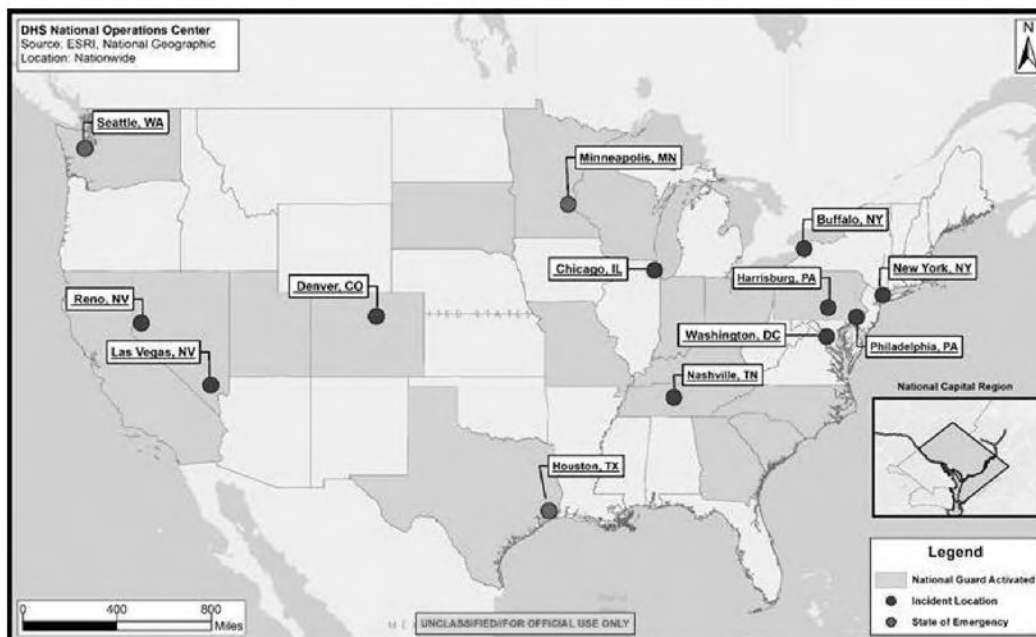 DHS National Operations Center
Source: ESRI, National Geographic
Location: Nationwide
N
Seattle, WA
Minneapolis, MN
Buffalo, NY
Chicago, IL
New York, NY
Harrisburg, PA
Denver, CO
Reno, NV
UNITED STATES
Washington, DC
Philadelphia, PA
Las Vegas, NV
Nashville, TN
National Capital Region
Houston, TX
Legend
National Guard Activated
Incident Location
State of Emergency
0 400 800
Miles
UNCLASSIFIED//FOR OFFICIAL USE ONLY